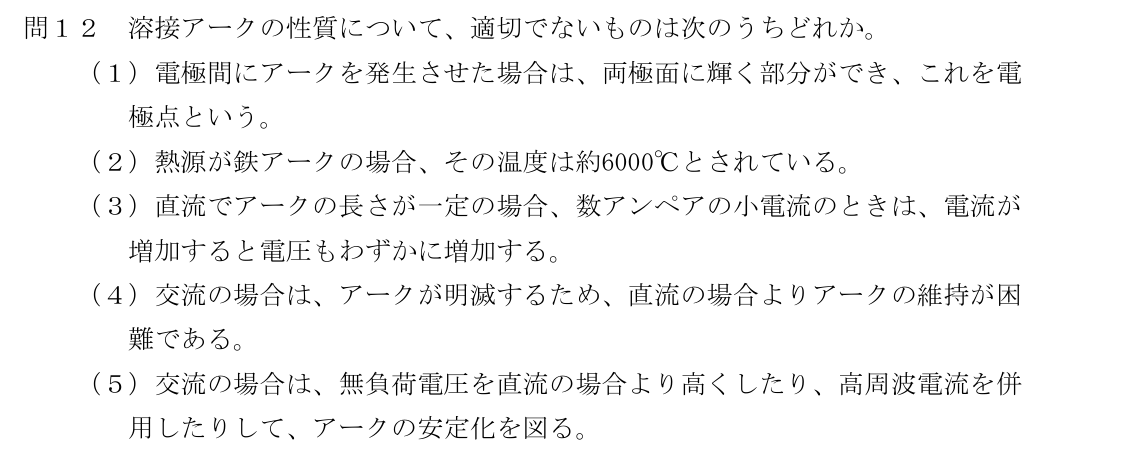 問１２　溶接アークの性質について、適切でないものは次のうちどれか。
（１）電極間にアークを発生させた場合は、両極面に輝く部分ができ、これを電
極点という。
（２）熱源が鉄アークの場合、その温度は約6000℃とされている。
（３）直流でアークの長さが一定の場合、数アンペアの小電流のときは、電流が
増加すると電圧もわずかに増加する。
（４）交流の場合は、アークが明滅するため、直流の場合よりアークの維持が困
難である。
（５）交流の場合は、無負荷電圧を直流の場合より高くしたり、高周波電流を併
用したりして、アークの安定化を図る。